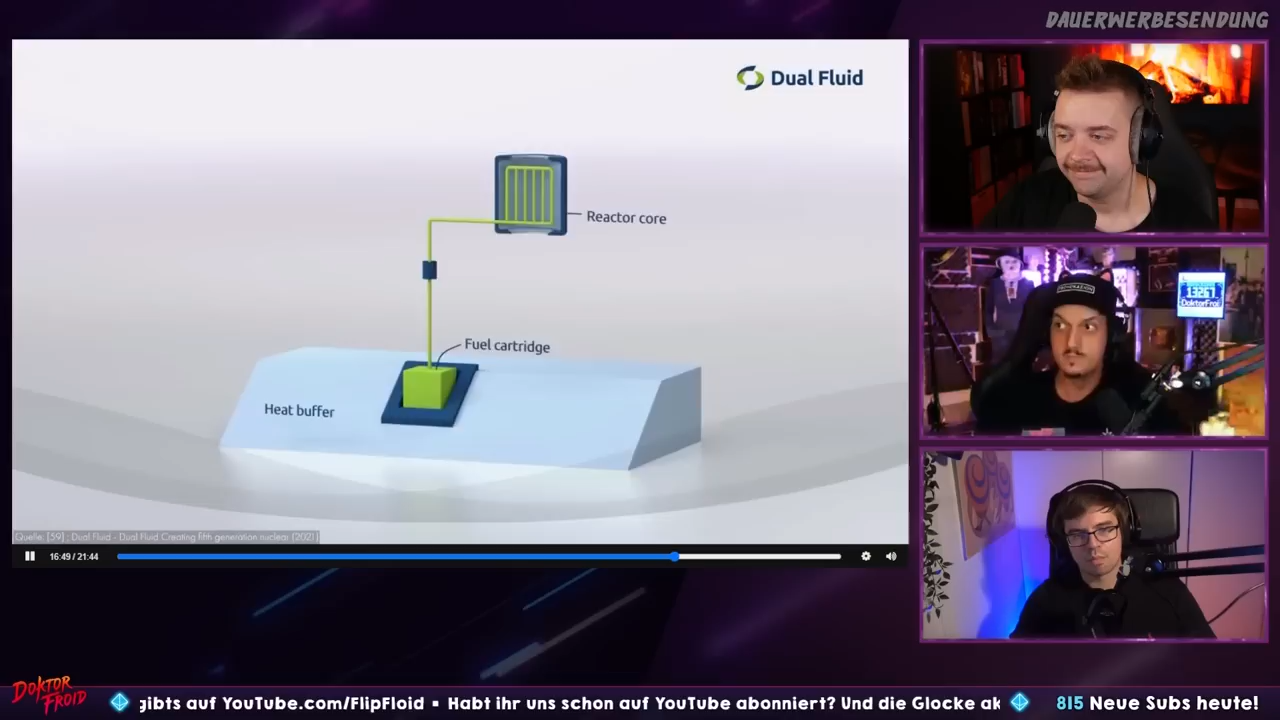 DAUERWERBESENDUNG
Dual Fluid
Reactor core
Fuel cartridge
Heat buffer
Quelle: [59] : Dual Fluid - Dual Fluid Creating fifth generation nuclear (2021)
16:49 / 21:44
13267
DoktorFroi
DOKTOR
FROID
gibts auf YouTube.com/FlipFloid ▪ Habt ihr uns schon auf YouTube abonniert? Und die Glocke ak
815 Neue Subs heute!